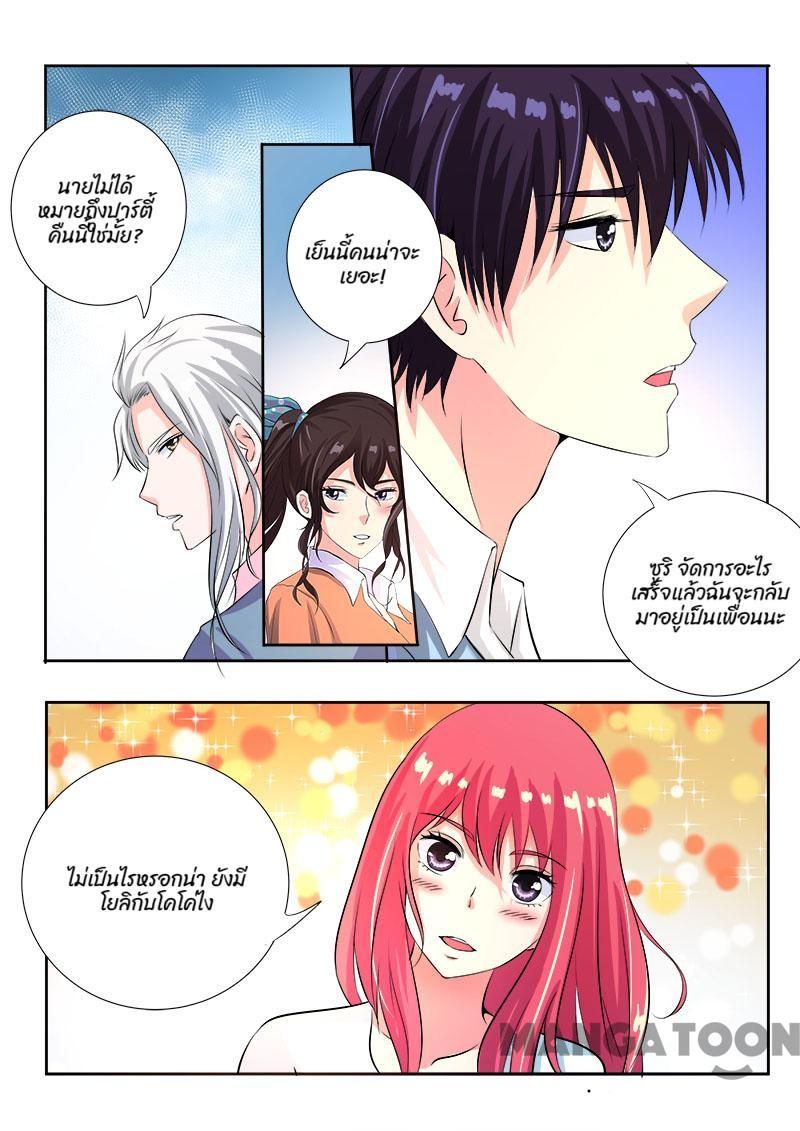 นายไม่ได้
หมายถึงปาร์ตี้
คืนนี้ใช่มั้ย?
เย็นนี้คนน่าจะ
เยอะ!
ซูริ จัดการอะไร
เสร็จแล้วฉันจะกลับ
มาอยู่เป็นเพื่อนนะ
ไม่เป็นไรหรอกน่า ยังมี
โยลิกับโคโค่ไง
MANGATOON